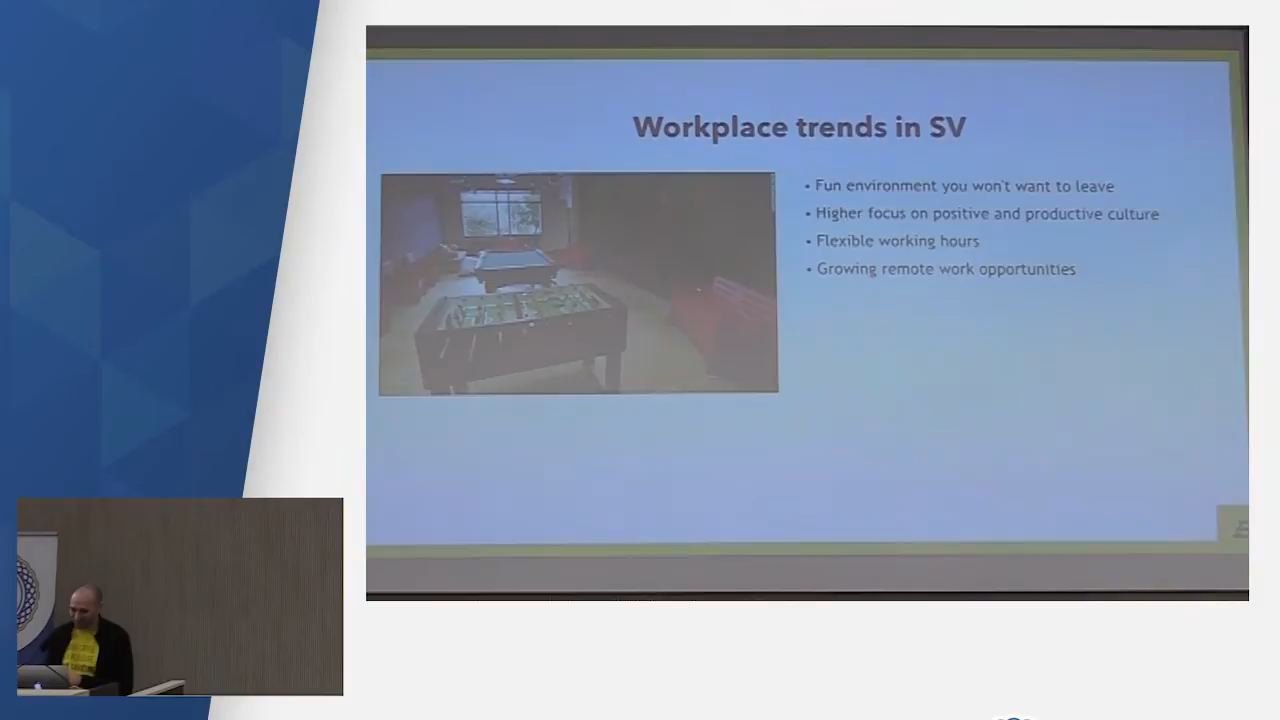 Workplace trends in SV
• Fun environment you won't want to leave
• Higher focus on positive and productive culture
• Flexible working hours
• Growing remote work opportunities